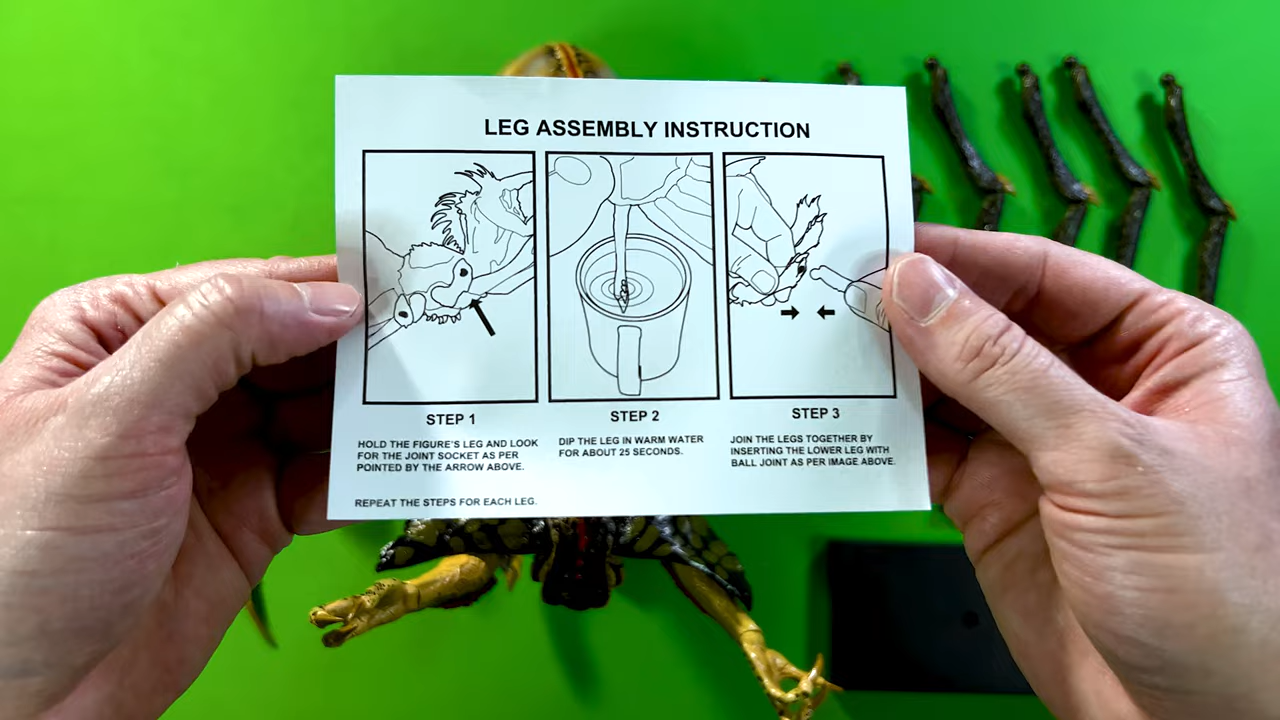 LEG ASSEMBLY INSTRUCTION
STEP 1
HOLD THE FIGURE'S LEG AND LOOK
FOR THE JOINT SOCKET AS PER
POINTED BY THE ARROW ABOVE.
STEP 2
DIP THE LEG IN WARM WATER
FOR ABOUT 25 SECONDS.
STEP 3
JOIN THE LEGS TOGETHER BY
INSERTING THE LOWER LEG WITH
BALL JOINT AS PER IMAGE ABOVE.
REPEAT THE STEPS FOR EACH LEG.